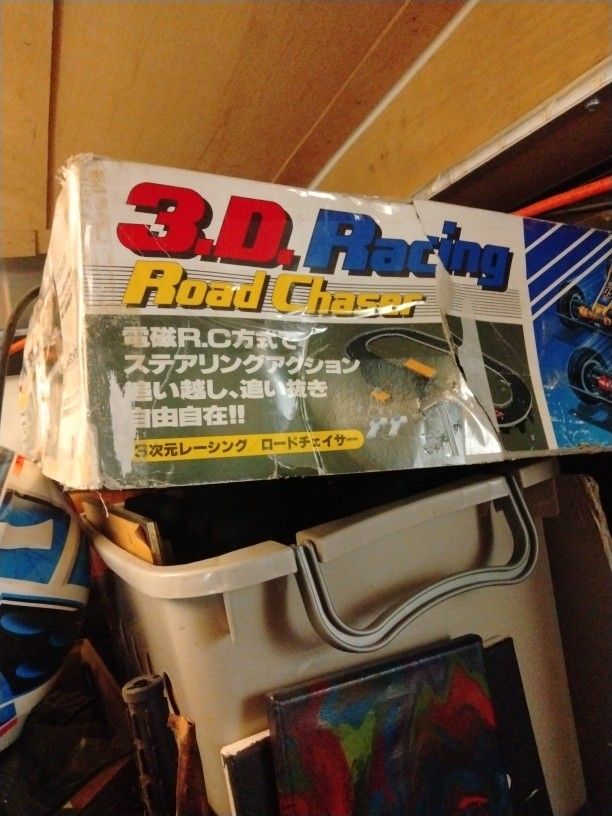 3.D. Racing
Road Chaser
電磁R.C方式で
ステアリングアクション
追い越し、追い抜き
自由自在!!
3次元レーシング/ロードチェイサー